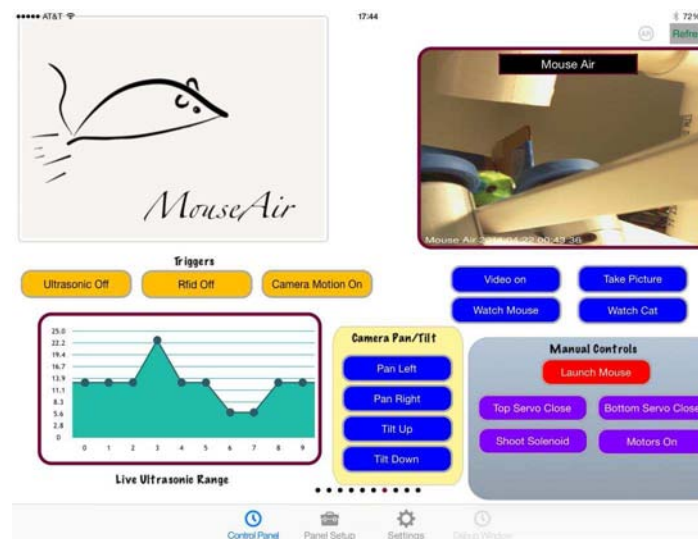 AT&T 17:44 72%
AR Refre
Mouse Air
MouseAir
Mouse Air
Triggers
Ultrasonic Off Rfid Off Camera Motion On
Video on Take Picture
Watch Mouse Watch Cat
25.0
22.2
19.4
16.7
13.9
11.1
8.3
5.6
2.8
0
0 1 2 3 4 5 6 7 8 9
Live Ultrasonic Range
Camera Pan/Tilt
Pan Left
Pan Right
Tilt Up
Tilt Down
Manual Controls
Launch Mouse
Top Servo Close Bottom Servo Close
Shoot Solenoid Motors On
Control Panel Panel Setup Settings Debug Window